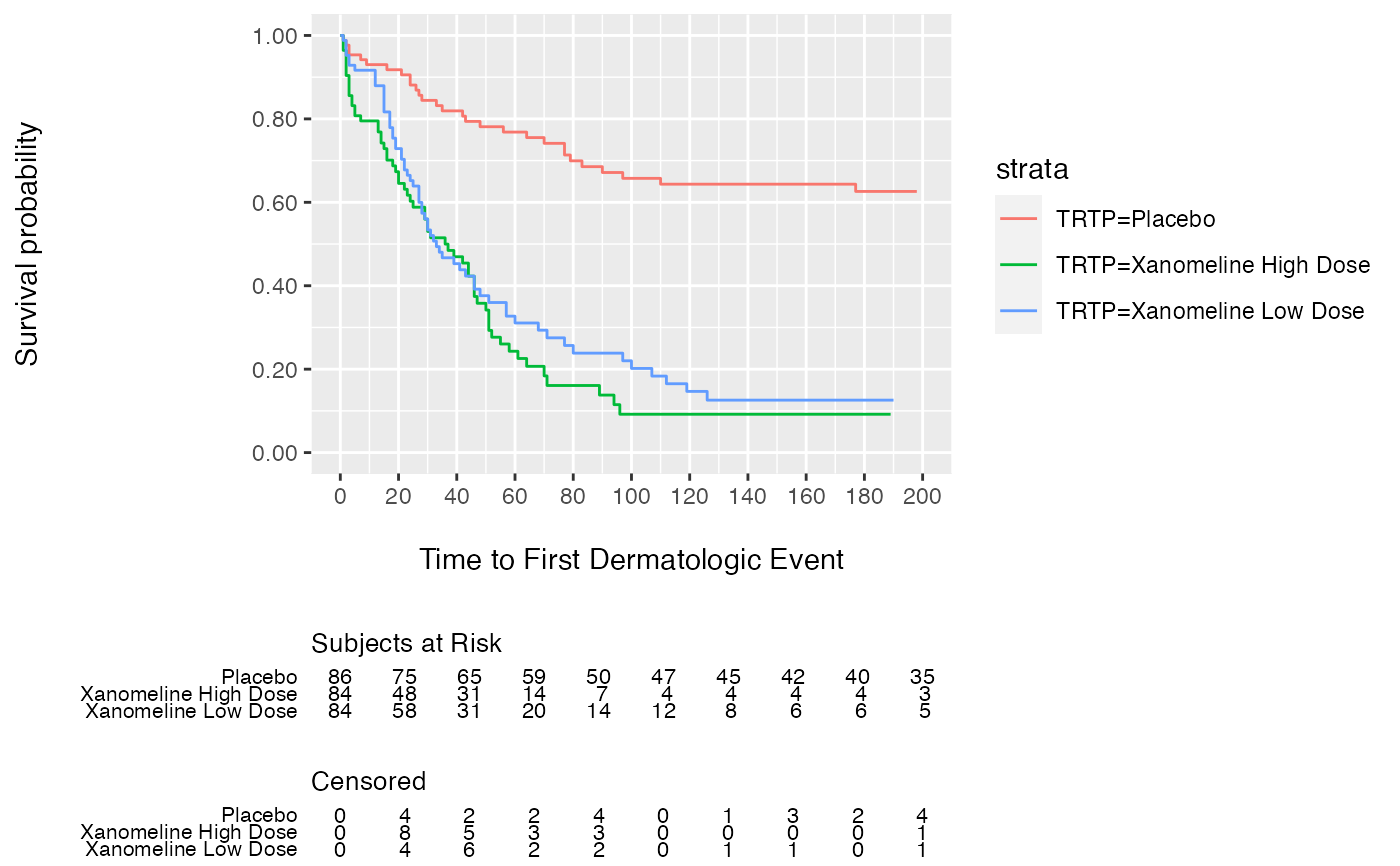 1.00
0.80
0.60
0.40
0.20
0.00
Survival probability
0 20 40 60 80 100 120 140 160 180 200
Time to First Dermatologic Event
strata
TRTP=Placebo
TRTP=Xanomeline High Dose
TRTP=Xanomeline Low Dose
Subjects at Risk
Placebo 86 75 65 59 50 47 45 42 40 35
Xanomeline High Dose 84 48 31 14 7 4 4 4 4 3
Xanomeline Low Dose 84 58 31 20 14 12 8 6 6 5
Censored
Placebo 0 4 2 2 4 0 1 3 2 4
Xanomeline High Dose 0 8 5 3 3 0 0 0 0 1
Xanomeline Low Dose 0 4 6 2 2 0 1 1 0 1